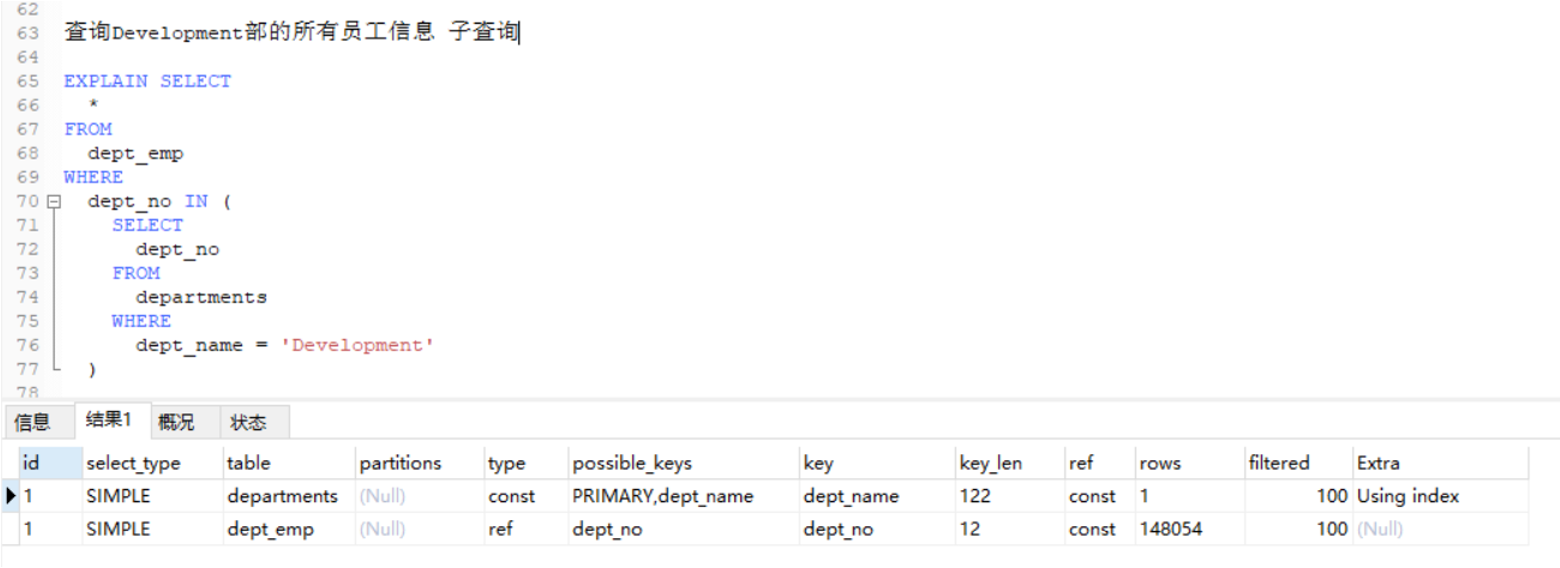 62
63 查询Development部的所有员工信息 子查询
64
65 EXPLAIN SELECT
66 *
67 FROM
68 dept_emp
69 WHERE
70 dept_no IN (
71 SELECT
72 dept_no
73 FROM
74 departments
75 WHERE
76 dept_name = 'Development'
77 )
78
信息 结果1 概况 状态
id select_type table partitions type possible_keys key key_len ref rows filtered Extra
1 SIMPLE departments (Null) const PRIMARY,dept_name dept_name 122 const 1 100 Using index
1 SIMPLE dept_emp (Null) ref dept_no dept_no 12 const 148054 100 (Null)